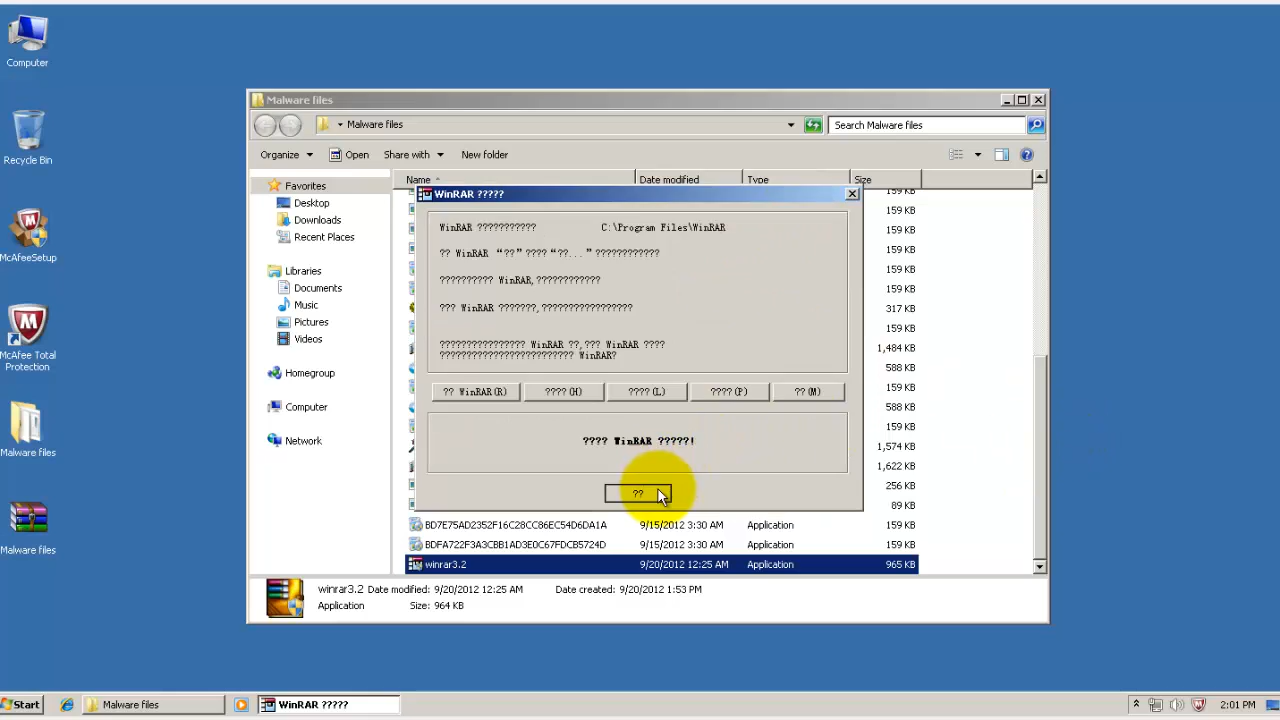 Computer
Recycle Bin
McAfeeSetup
McAfee Total
Protection
Malware files
Malware files
Malware files
Malware files
Search Malware files
Organize
Open
Share with
New folder
Favorites
Desktop
Downloads
Recent Places
Libraries
Documents
Music
Pictures
Videos
Homegroup
Computer
Network
Name Date modified Type Size
159 KB
159 KB
159 KB
159 KB
159 KB
317 KB
159 KB
1,484 KB
588 KB
159 KB
588 KB
159 KB
1,574 KB
1,622 KB
256 KB
89 KB
BD7E75AD2352F16C28CC86EC54D6DA1A 9/15/2012 3:30 AM Application 159 KB
BDFA722F3A3CBB1AD3E0C67FDCB5724D 9/15/2012 3:30 AM Application 159 KB
winrar3.2 9/20/2012 12:25 AM Application 965 KB
WinRAR ?????
WinRAR ??????????? C:\Program Files\WinRAR
?? WinRAR “??”????“??...”????????????
?????????? WinRAR,????????????
??? WinRAR ???????,?????????????????
???????????????? WinRAR ??,??? WinRAR ????
????????????????????????? WinRAR?
?? WinRAR(R)
????(H)
????(L)
????(P)
??(M)
???? WinRAR ?????!
??
winrar3.2 Date modified: 9/20/2012 12:25 AM Date created: 9/20/2012 1:53 PM
Application Size: 964 KB
Start
Malware files
WinRAR ?????
2:01 PM